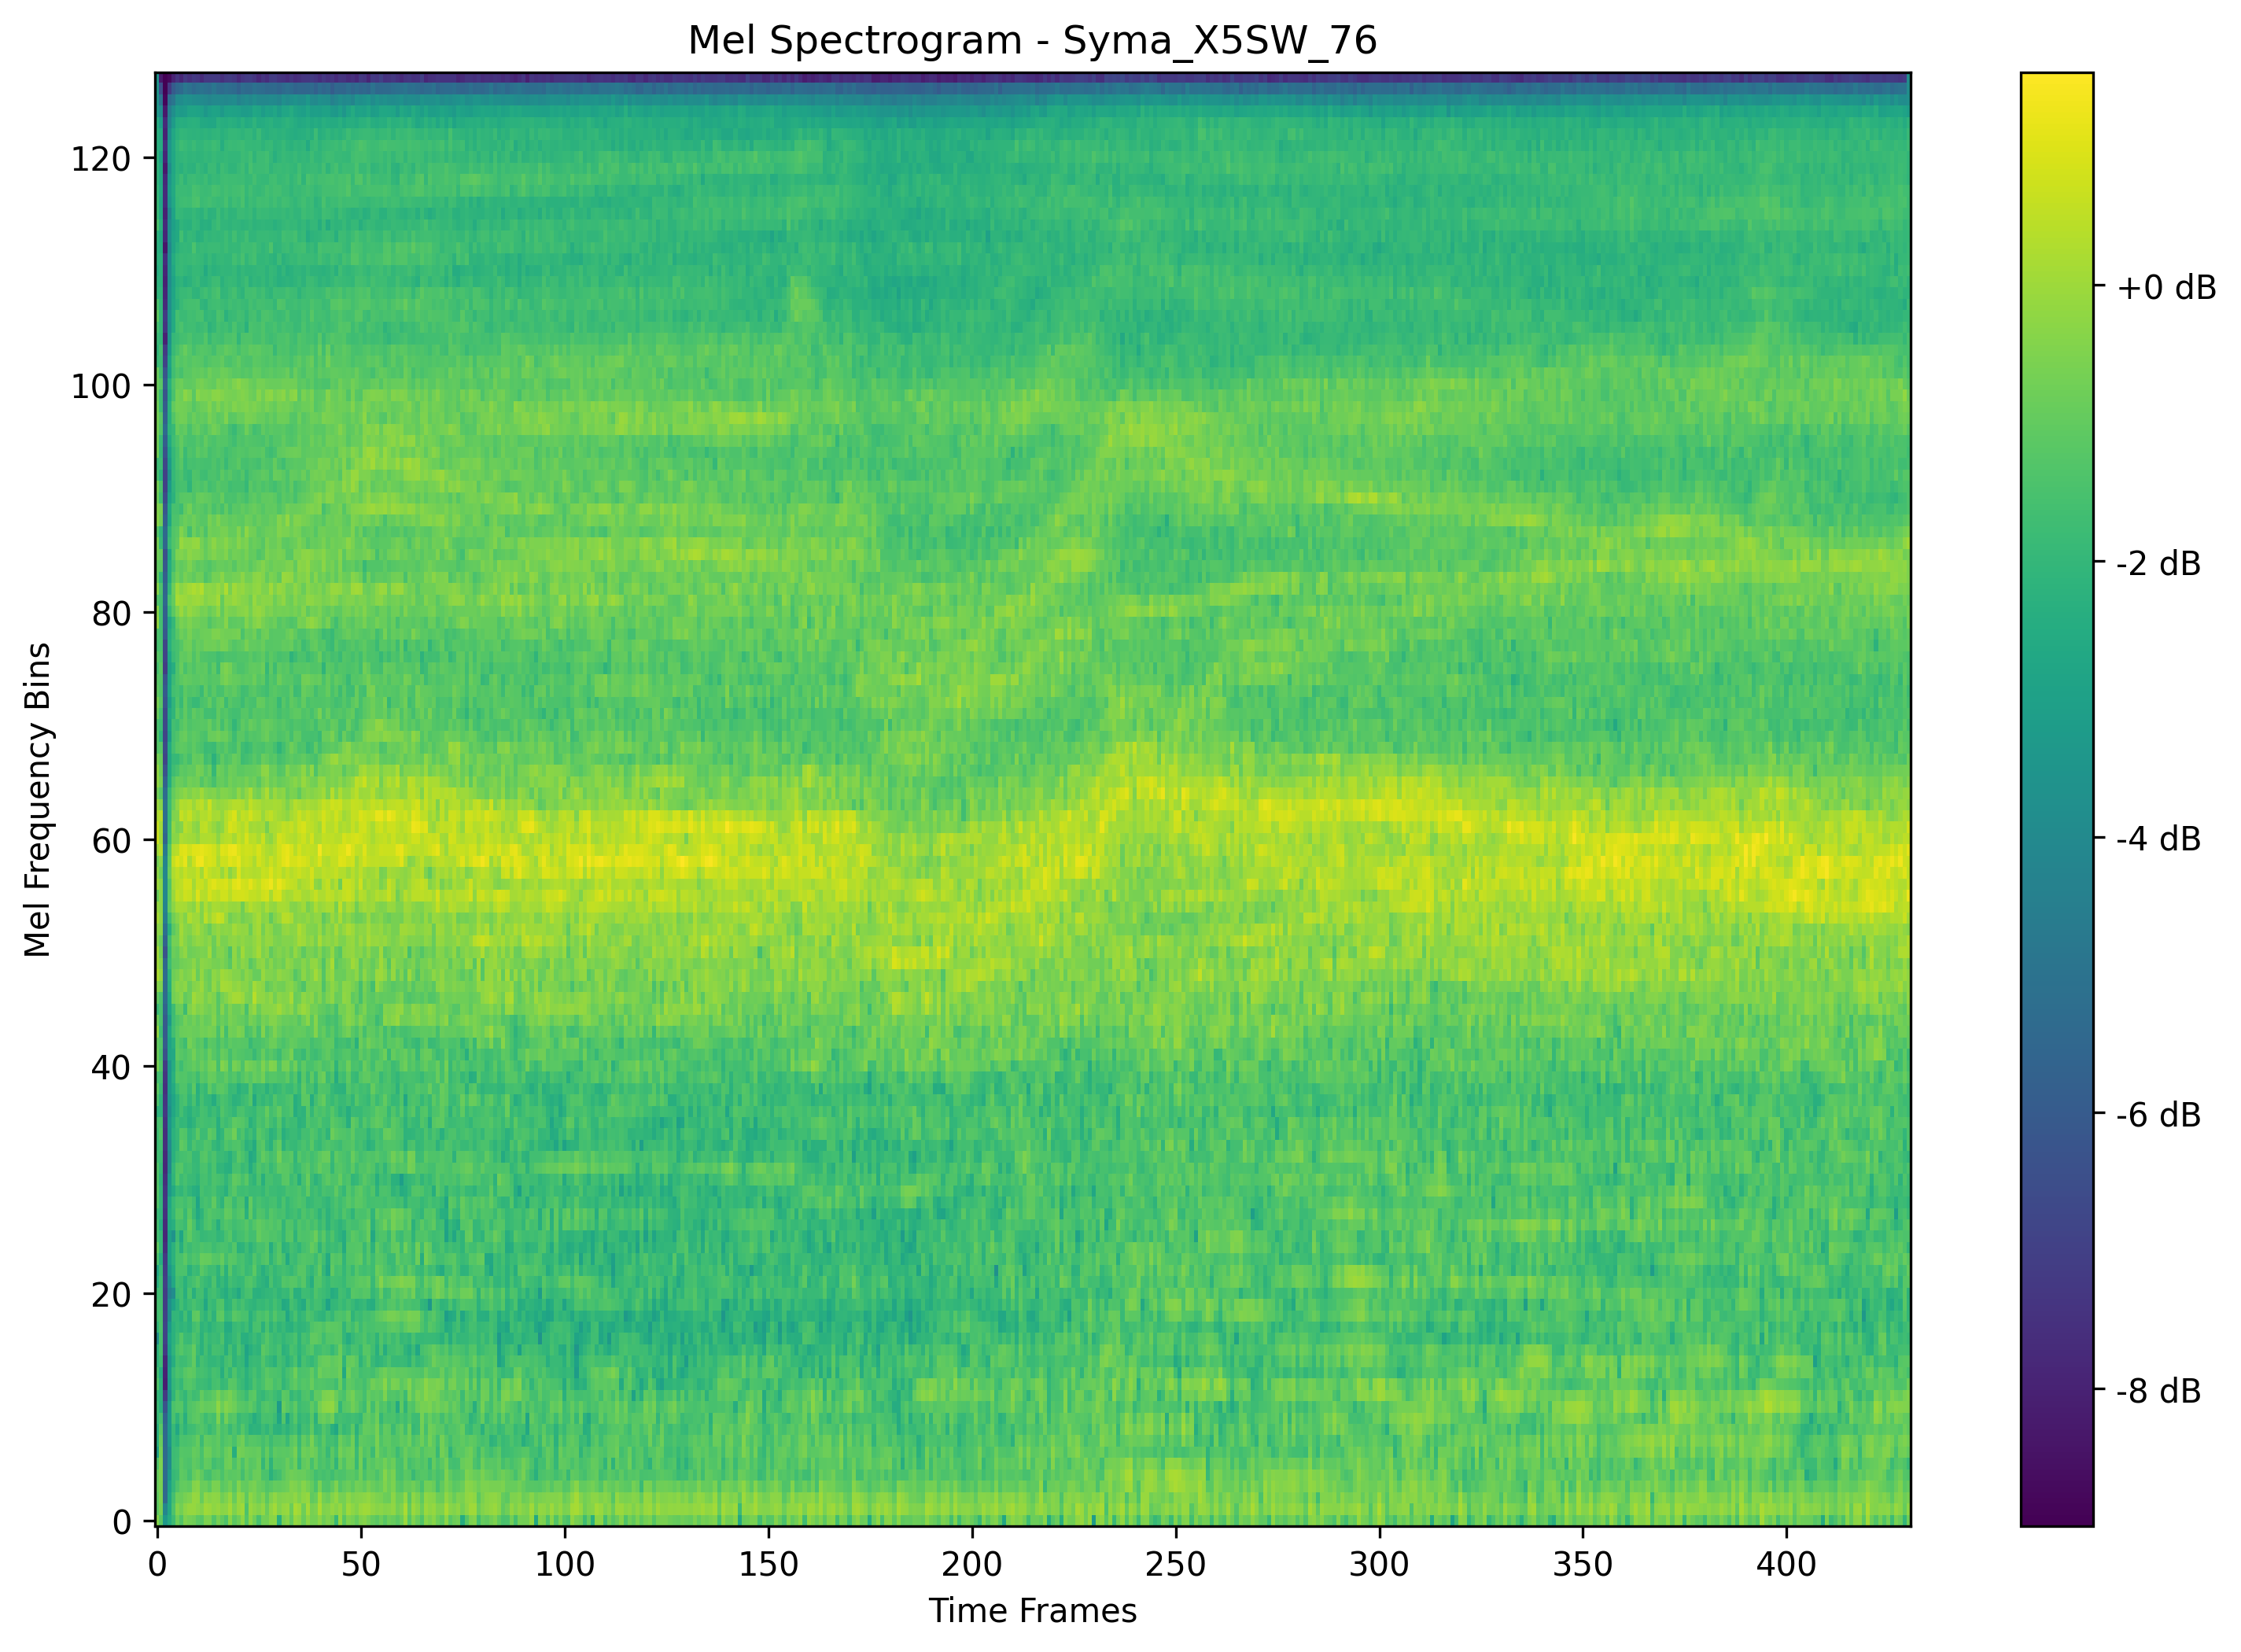 Mel Spectrogram - Syma_X5SW_76
Mel Frequency Bins
120
100
80
60
40
20
0
0 50 100 150 200 250 300 350 400
Time Frames
+0 dB
-2 dB
-4 dB
-6 dB
-8 dB